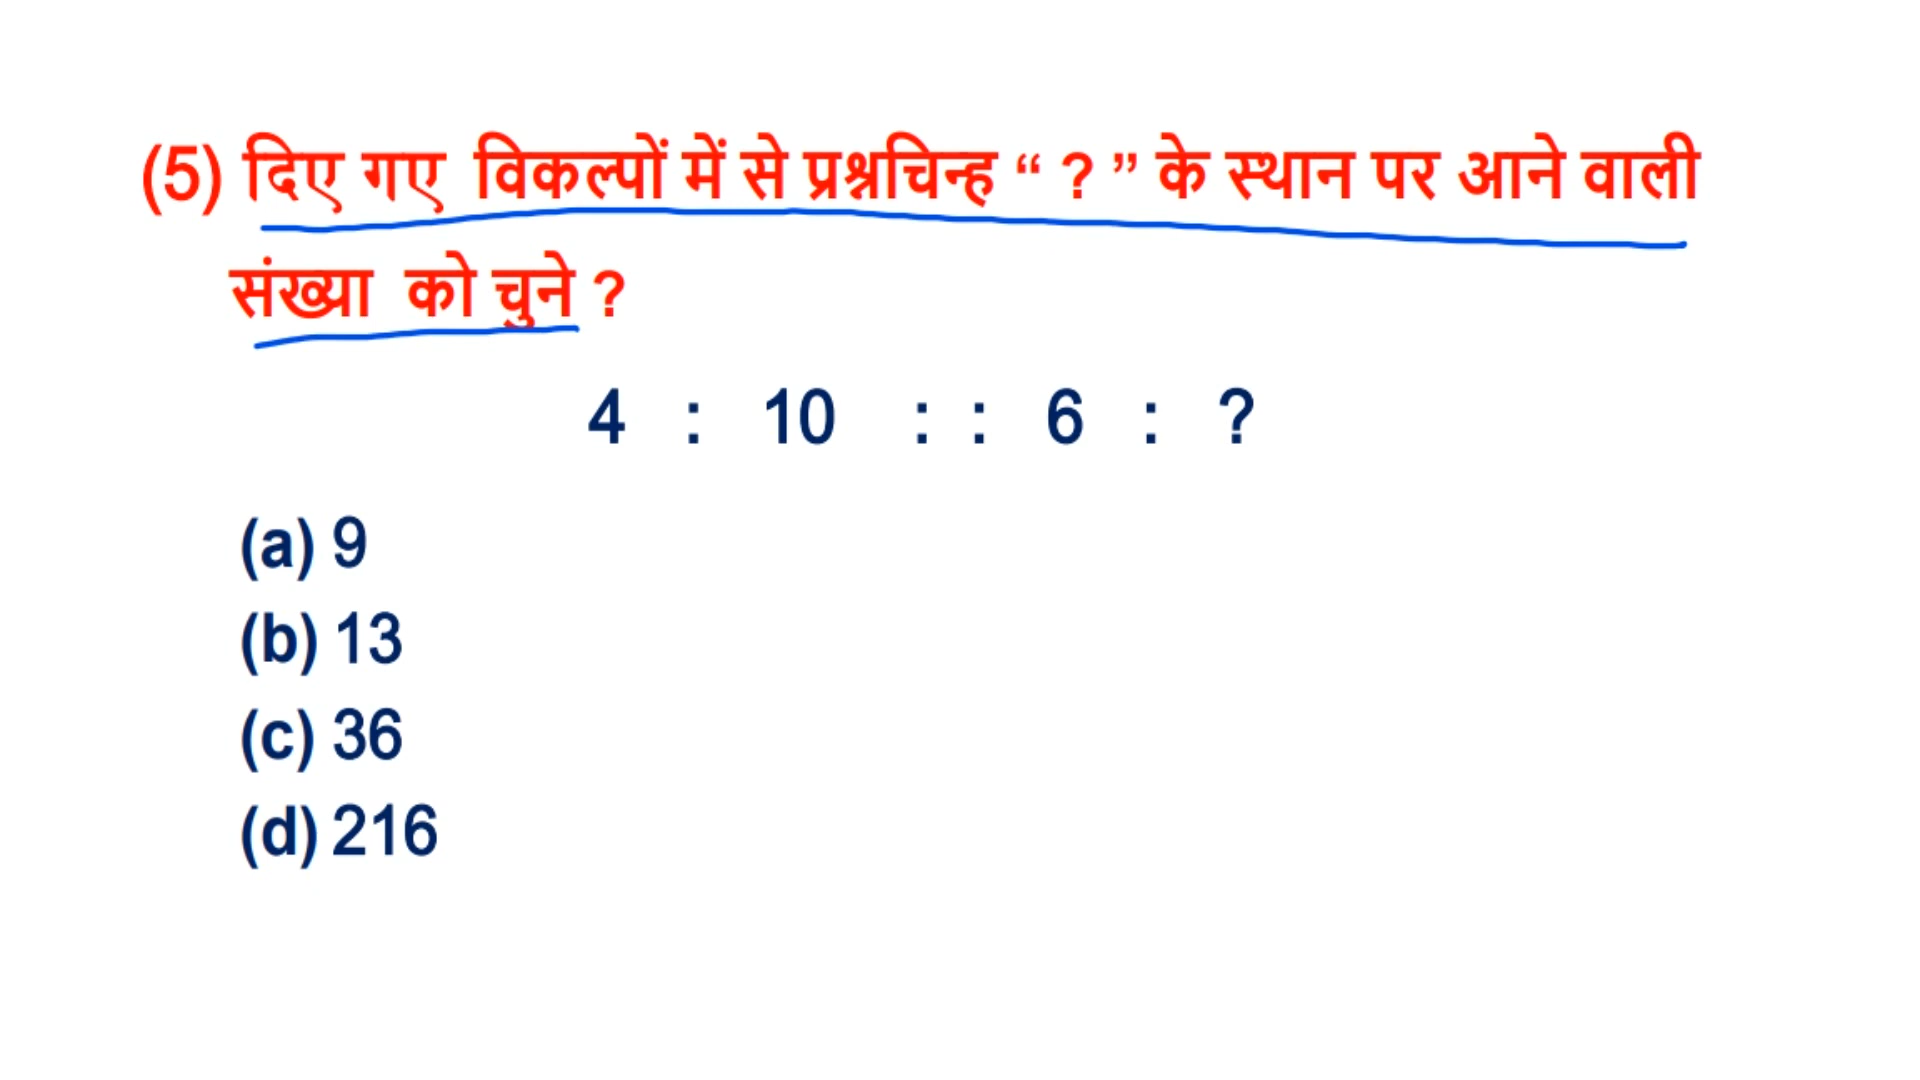 (5) दिए गए विकल्पों में से प्रश्नचिन्ह “ ? ” के स्थान पर आने वाली
संख्या को चुने ?
4 : 10 : : 6 : ?
(a) 9
(b) 13
(c) 36
(d) 216